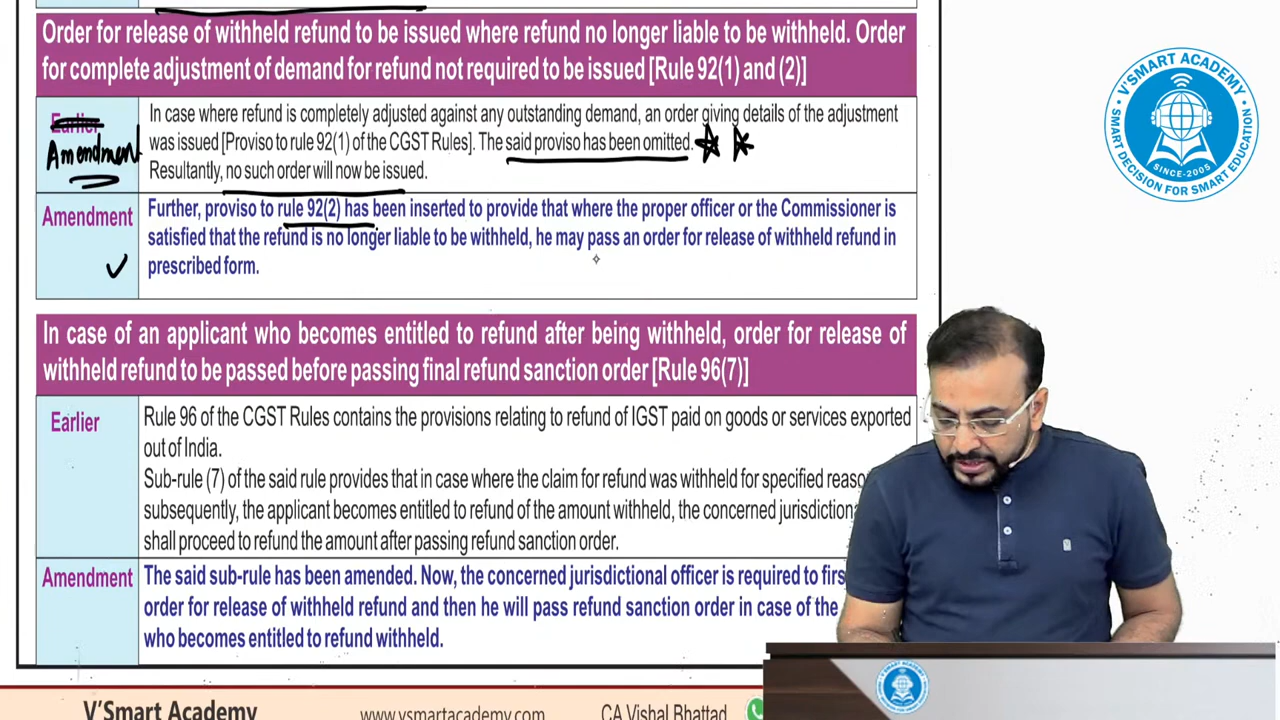 Order for release of withheld refund to be issued where refund no longer liable to be withheld. Order
for complete adjustment of demand for refund not required to be issued [Rule 92(1) and (2)]
Earlier
Amendment
In case where refund is completely adjusted against any outstanding demand, an order giving details of the adjustment
was issued [Proviso to rule 92(1) of the CGST Rules]. The said proviso has been omitted.
Resultantly, no such order will now be issued.
Amendment
Further, proviso to rule 92(2) has been inserted to provide that where the proper officer or the Commissioner is
satisfied that the refund is no longer liable to be withheld, he may pass an order for release of withheld refund in
prescribed form.
In case of an applicant who becomes entitled to refund after being withheld, order for release of
withheld refund to be passed before passing final refund sanction order [Rule 96(7)]
Earlier
Rule 96 of the CGST Rules contains the provisions relating to refund of IGST paid on goods or services exported
out of India.
Sub-rule (7) of the said rule provides that in case where the claim for refund was withheld for specified
subsequently, the applicant becomes entitled to refund of the amount withheld, the concerned
shall proceed to refund the amount after passing refund sanction order.
Amendment
The said sub-rule has been amended. Now, the concerned jurisdictional officer is required to
order for release of withheld refund and then he will pass refund sanction order in case of the
who becomes entitled to refund withheld.
V'Smart Academy
www.vsmartacademy.com
CA Vishal Bhattad
V'SMART ACADEMY
SINCE-2005
SMART DECISION FOR SMART EDUCATION